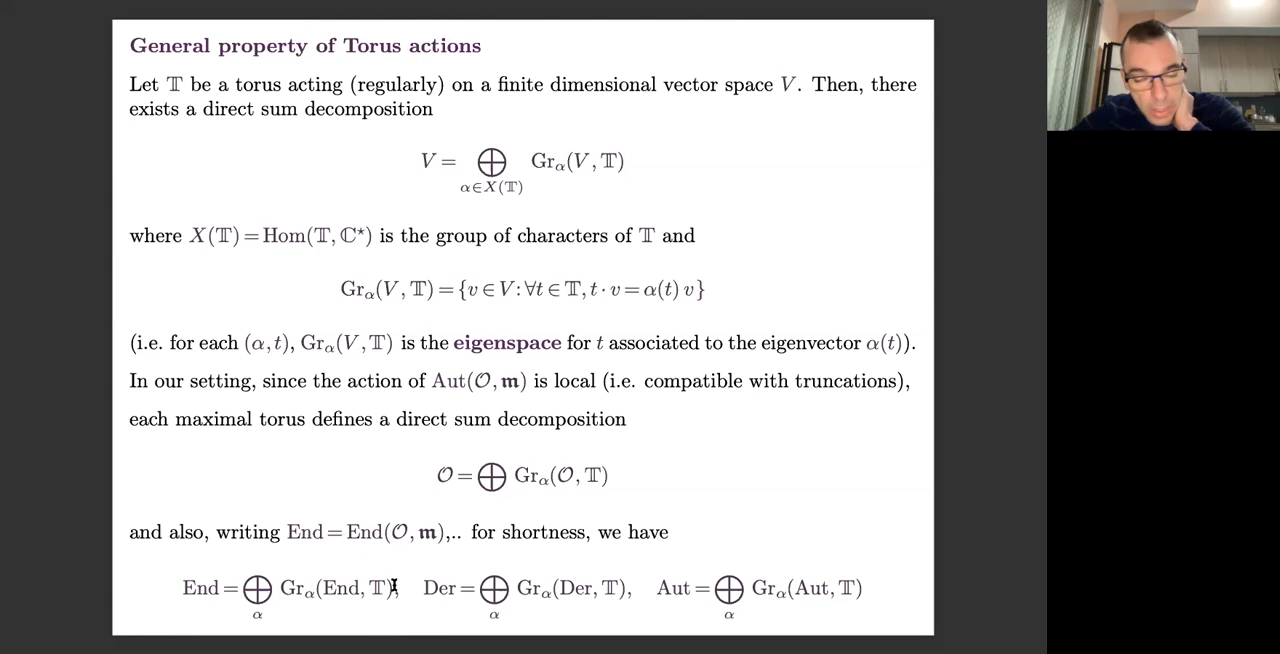 General property of Torus actions
Let 𝕋 be a torus acting (regularly) on a finite dimensional vector space V. Then, there
exists a direct sum decomposition
V = ⊕ Gr_α(V, 𝕋)
α∈X(𝕋)
where X(𝕋) = Hom(𝕋, ℂ⋆) is the group of characters of 𝕋 and
Gr_α(V, 𝕋) = {v ∈ V: ∀t ∈ 𝕋, t · v = α(t) v}
(i.e. for each (α, t), Gr_α(V, 𝕋) is the eigenspace for t associated to the eigenvector α(t)).
In our setting, since the action of Aut(𝒪, 𝔪) is local (i.e. compatible with truncations),
each maximal torus defines a direct sum decomposition
𝒪 = ⊕ Gr_α(𝒪, 𝕋)
and also, writing End = End(𝒪, 𝔪),.. for shortness, we have
End = ⊕ Gr_α(End, 𝕋), Der = ⊕ Gr_α(Der, 𝕋), Aut = ⊕ Gr_α(Aut, 𝕋)
α α α